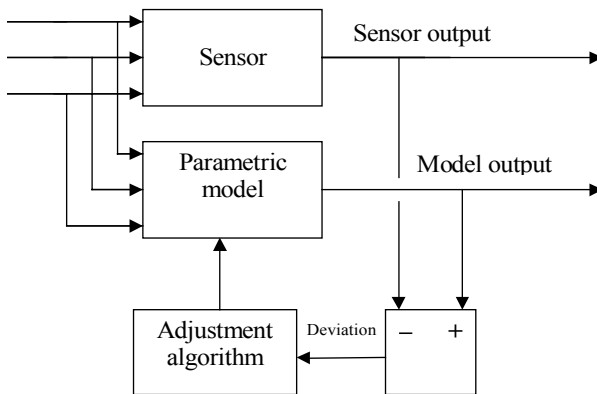 Sensor output
Sensor
Parametric
model
Model output
Adjustment
algorithm
Deviation
– +